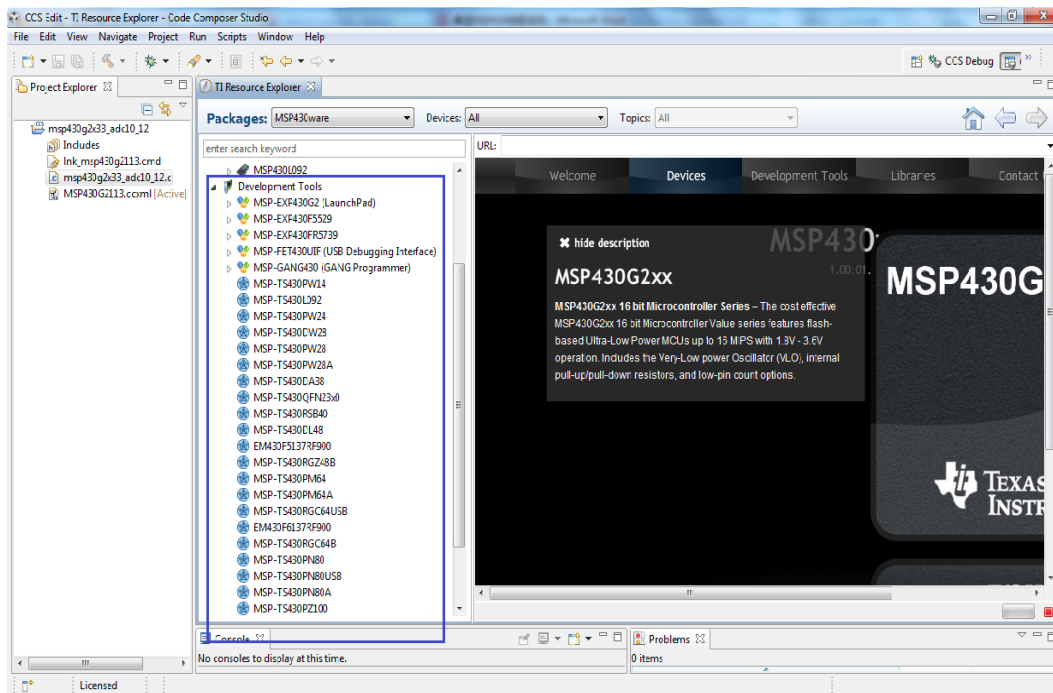 CCS Edit - TI Resource Explorer - Code Composer Studio
File Edit View Navigate Project Run Scripts Window Help
CCS Debug
Project Explorer
TI Resource Explorer
Packages: MSP430ware Devices: All Topics: All
msp430g2x33_adc10_12
Includes
lnk_msp430g2113.cmd
msp430g2x33_adc10_12.c
MSP430G2113.ccxml [Active]
enter search keyword
MSP430L092
Development Tools
MSP-EXP430G2 (LaunchPad)
MSP-EXP430F5529
MSP-EXP430FR5739
MSP-FET430UIF (USB Debugging Interface)
MSP-GANG430 (GANG Programmer)
MSP-TS430PW14
MSP-TS430L092
MSP-TS430PW24
MSP-TS430DW28
MSP-TS430PW28
MSP-TS430PW28A
MSP-TS430DA38
MSP-TS430QFN23x0
MSP-TS430RSB40
MSP-TS430DL48
EM430F5137RF900
MSP-TS430RGZ48B
MSP-TS430PM64
MSP-TS430PM64A
MSP-TS430RGC64USB
EM430F6137RF900
MSP-TS430RGC64B
MSP-TS430PN80
MSP-TS430PN80USB
MSP-TS430PN80A
MSP-TS430PZ100
URL:
Welcome Devices Development Tools Libraries Contact
hide description
MSP430
1.00.01.
MSP430G2xx
MSP430G2xx 16 bit Microcontroller Series – The cost effective
MSP430G2xx 16 bit Microcontroller Value series features flash-
based Ultra-Low Power MCUs up to 16 MIPS with 1.8V - 3.6V
operation. Includes the Very-Low power Oscillator (VLO), internal
pull-up/pull-down resistors, and low-pin count options.
MSP430G
TEXAS
INSTR
Console
No consoles to display at this time.
Problems
0 items
Licensed